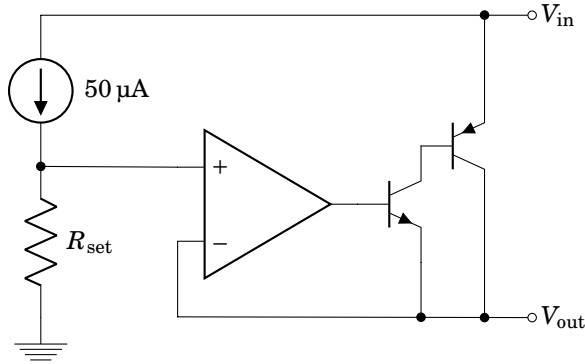 V_in
50 µA
+
−
R_set
V_out